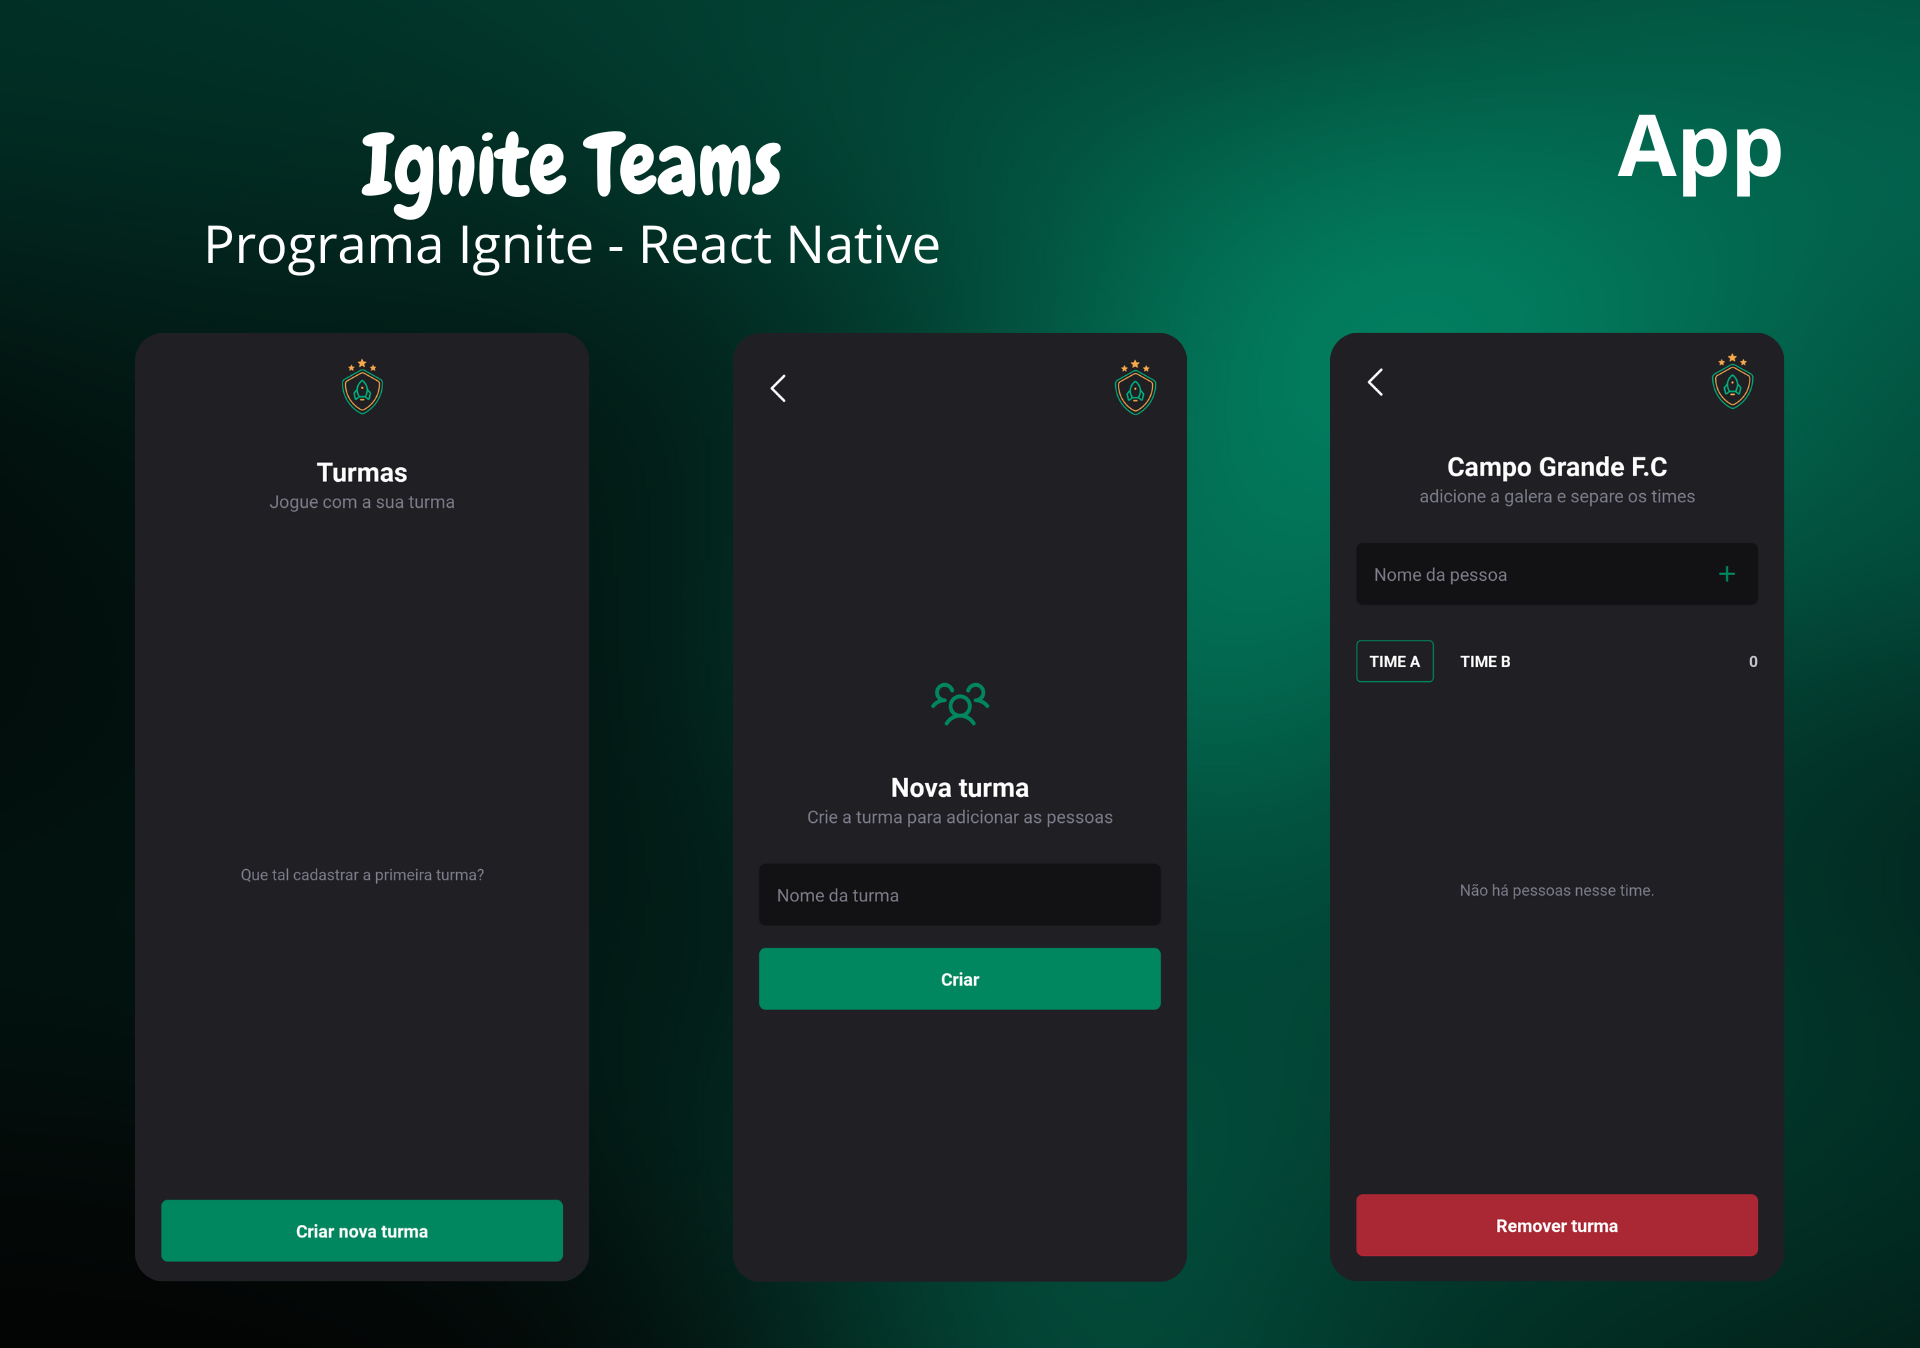 Ignite Teams
Programa Ignite - React Native
App
Turmas
Jogue com a sua turma
Que tal cadastrar a primeira turma?
Criar nova turma
Nova turma
Crie a turma para adicionar as pessoas
Nome da turma
Criar
Campo Grande F.C
adicione a galera e separe os times
Nome da pessoa
TIME A TIME B 0
Não há pessoas nesse time.
Remover turma